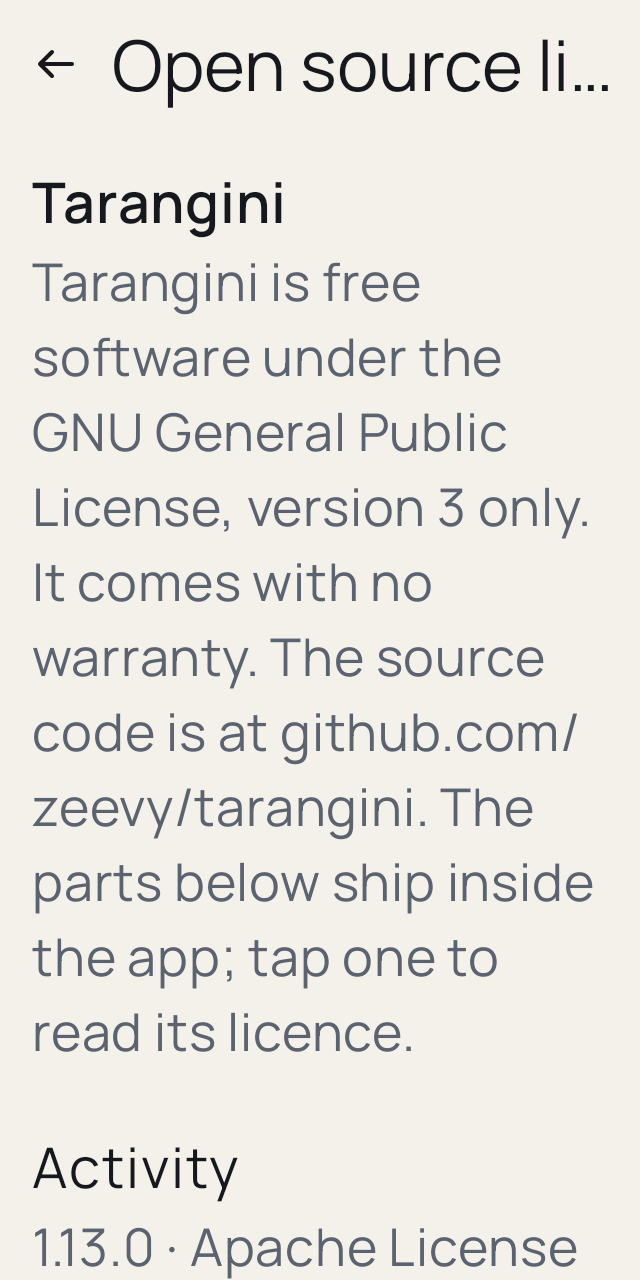 Open source li...
Tarangini
Tarangini is free
software under the
GNU General Public
License, version 3 only.
It comes with no
warranty. The source
code is at github.com/
zeevy/tarangini. The
parts below ship inside
the app; tap one to
read its licence.
Activity
1.13.0 · Apache License